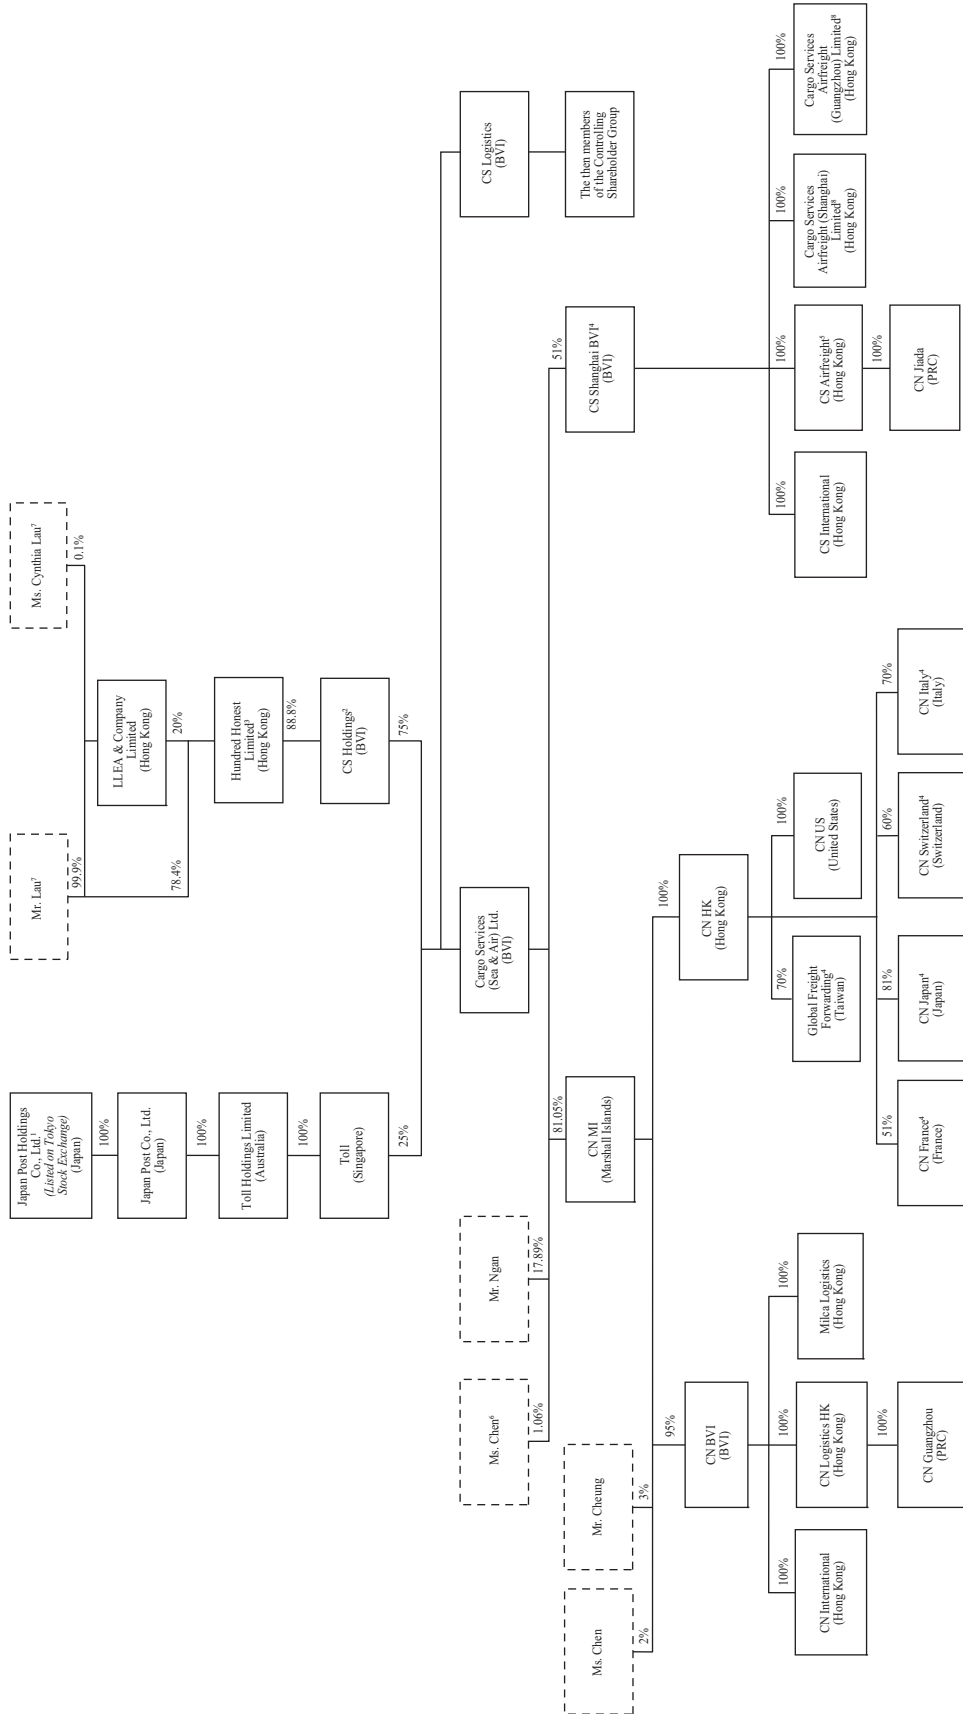 Japan Post Holdings
Co., Ltd.¹
(Listed on Tokyo
Stock Exchange)
(Japan)
100%
Japan Post Co., Ltd.
(Japan)
100%
Toll Holdings Limited
(Australia)
100%
Toll
(Singapore)
25%
Mr. Lau⁷
99.9%
Ms. Cynthia Lau⁷
0.1%
LLEA & Company
Limited
(Hong Kong)
78.4%
20%
Hundred Honest
Limited³
(Hong Kong)
88.8%
CS Holdings²
(BVI)
75%
Ms. Chen⁶
1.06%
Mr. Ngan
17.89%
Cargo Services
(Sea & Air) Ltd.
(BVI)
81.05%
CS Logistics
(BVI)
The then members
of the Controlling
Shareholder Group
Ms. Chen
2%
Mr. Cheung
3%
CN MI
(Marshall Islands)
51%
CS Shanghai BVI⁴
(BVI)
95%
CN BVI
(BVI)
100%
CN HK
(Hong Kong)
100%
CN International
(Hong Kong)
100%
CN Logistics HK
(Hong Kong)
100%
CN Guangzhou
(PRC)
100%
Milca Logistics
(Hong Kong)
70%
Global Freight
Forwarding⁴
(Taiwan)
100%
CN US
(United States)
51%
CN France⁴
(France)
81%
CN Japan⁴
(Japan)
60%
CN Switzerland⁴
(Switzerland)
70%
CN Italy⁴
(Italy)
100%
CS International
(Hong Kong)
100%
CS Airfreight⁵
(Hong Kong)
100%
CN Jiada
(PRC)
100%
Cargo Services
Airfreight (Shanghai)
Limited⁸
(Hong Kong)
100%
Cargo Services
Airfreight
(Guangzhou) Limited⁸
(Hong Kong)